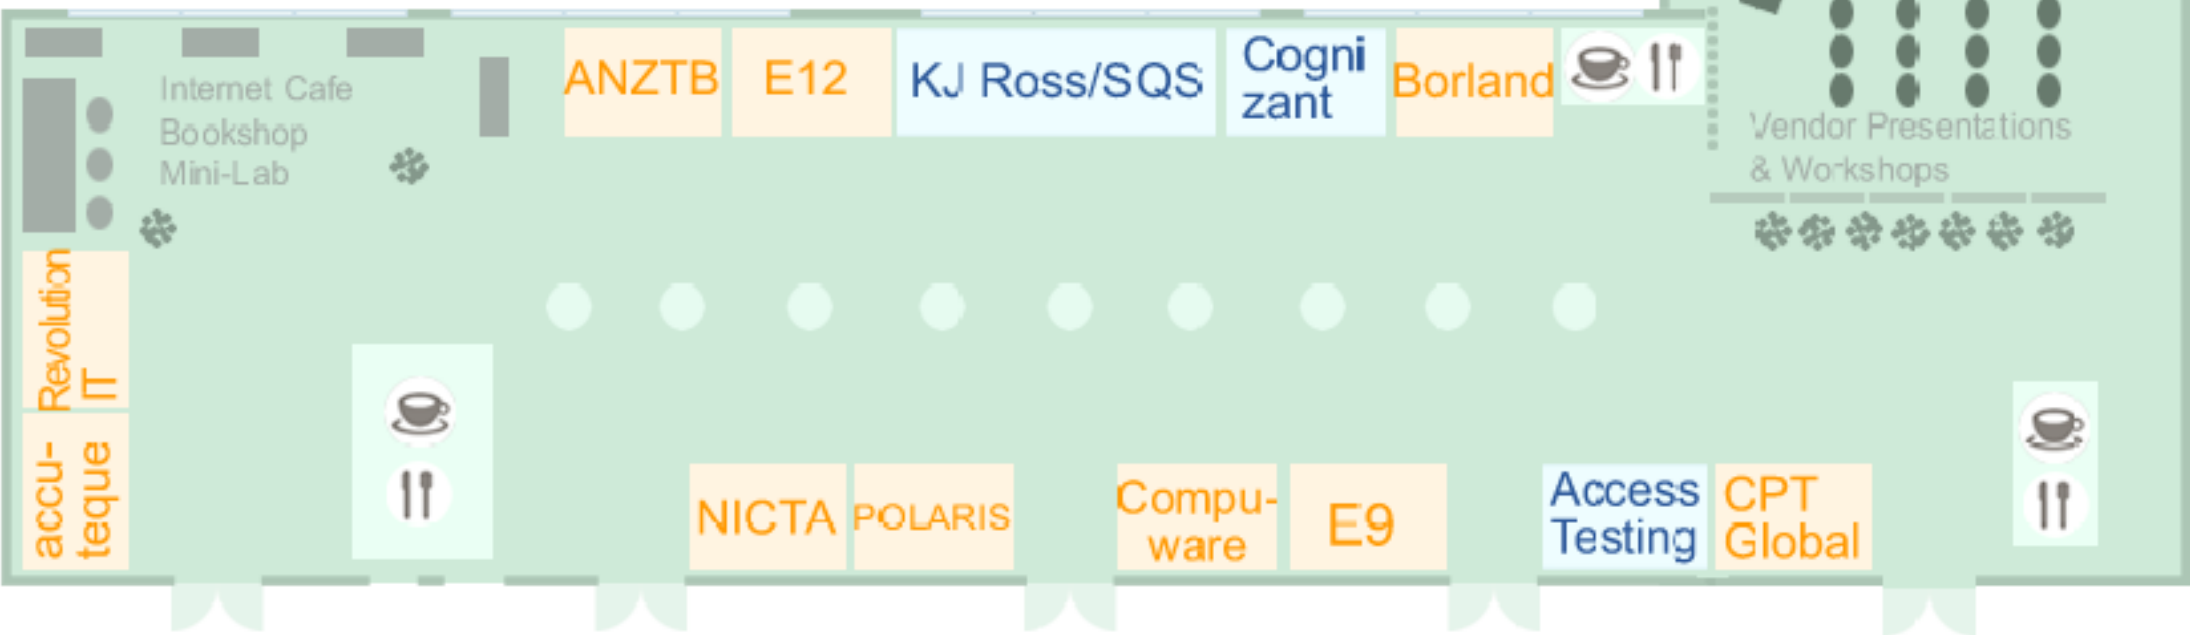 Internet Cafe
Bookshop
Mini-Lab
ANZTB
E12
KJ Ross/SQS
Cogni
zant
Borland
Vendor Presentations
& Workshops
Revolution
IT
accu-
teque
NICTA
POLARIS
Compu-
ware
E9
Access
Testing
CPT
Global